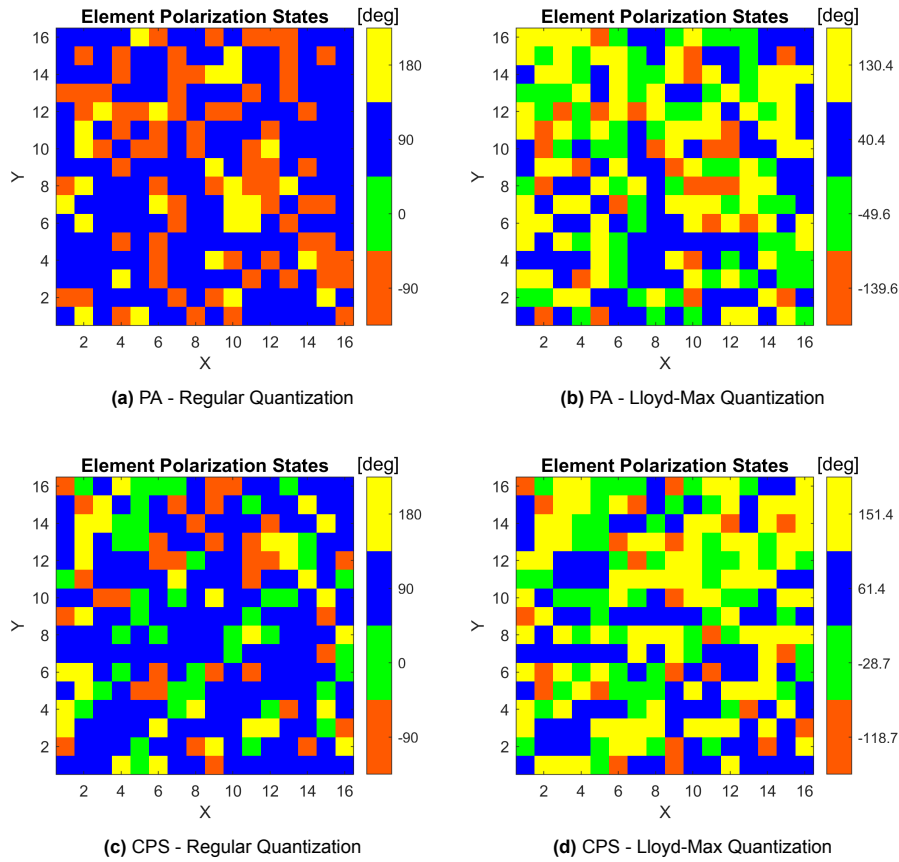 Element Polarization States [deg]
16
14
12
10
8
6
4
2
Y
2 4 6 8 10 12 14 16
X
180
90
0
-90
(a) PA - Regular Quantization
Element Polarization States [deg]
16
14
12
10
8
6
4
2
Y
2 4 6 8 10 12 14 16
X
130.4
40.4
-49.6
-139.6
(b) PA - Lloyd-Max Quantization
Element Polarization States [deg]
16
14
12
10
8
6
4
2
Y
2 4 6 8 10 12 14 16
X
180
90
0
-90
(c) CPS - Regular Quantization
Element Polarization States [deg]
16
14
12
10
8
6
4
2
Y
2 4 6 8 10 12 14 16
X
151.4
61.4
-28.7
-118.7
(d) CPS - Lloyd-Max Quantization